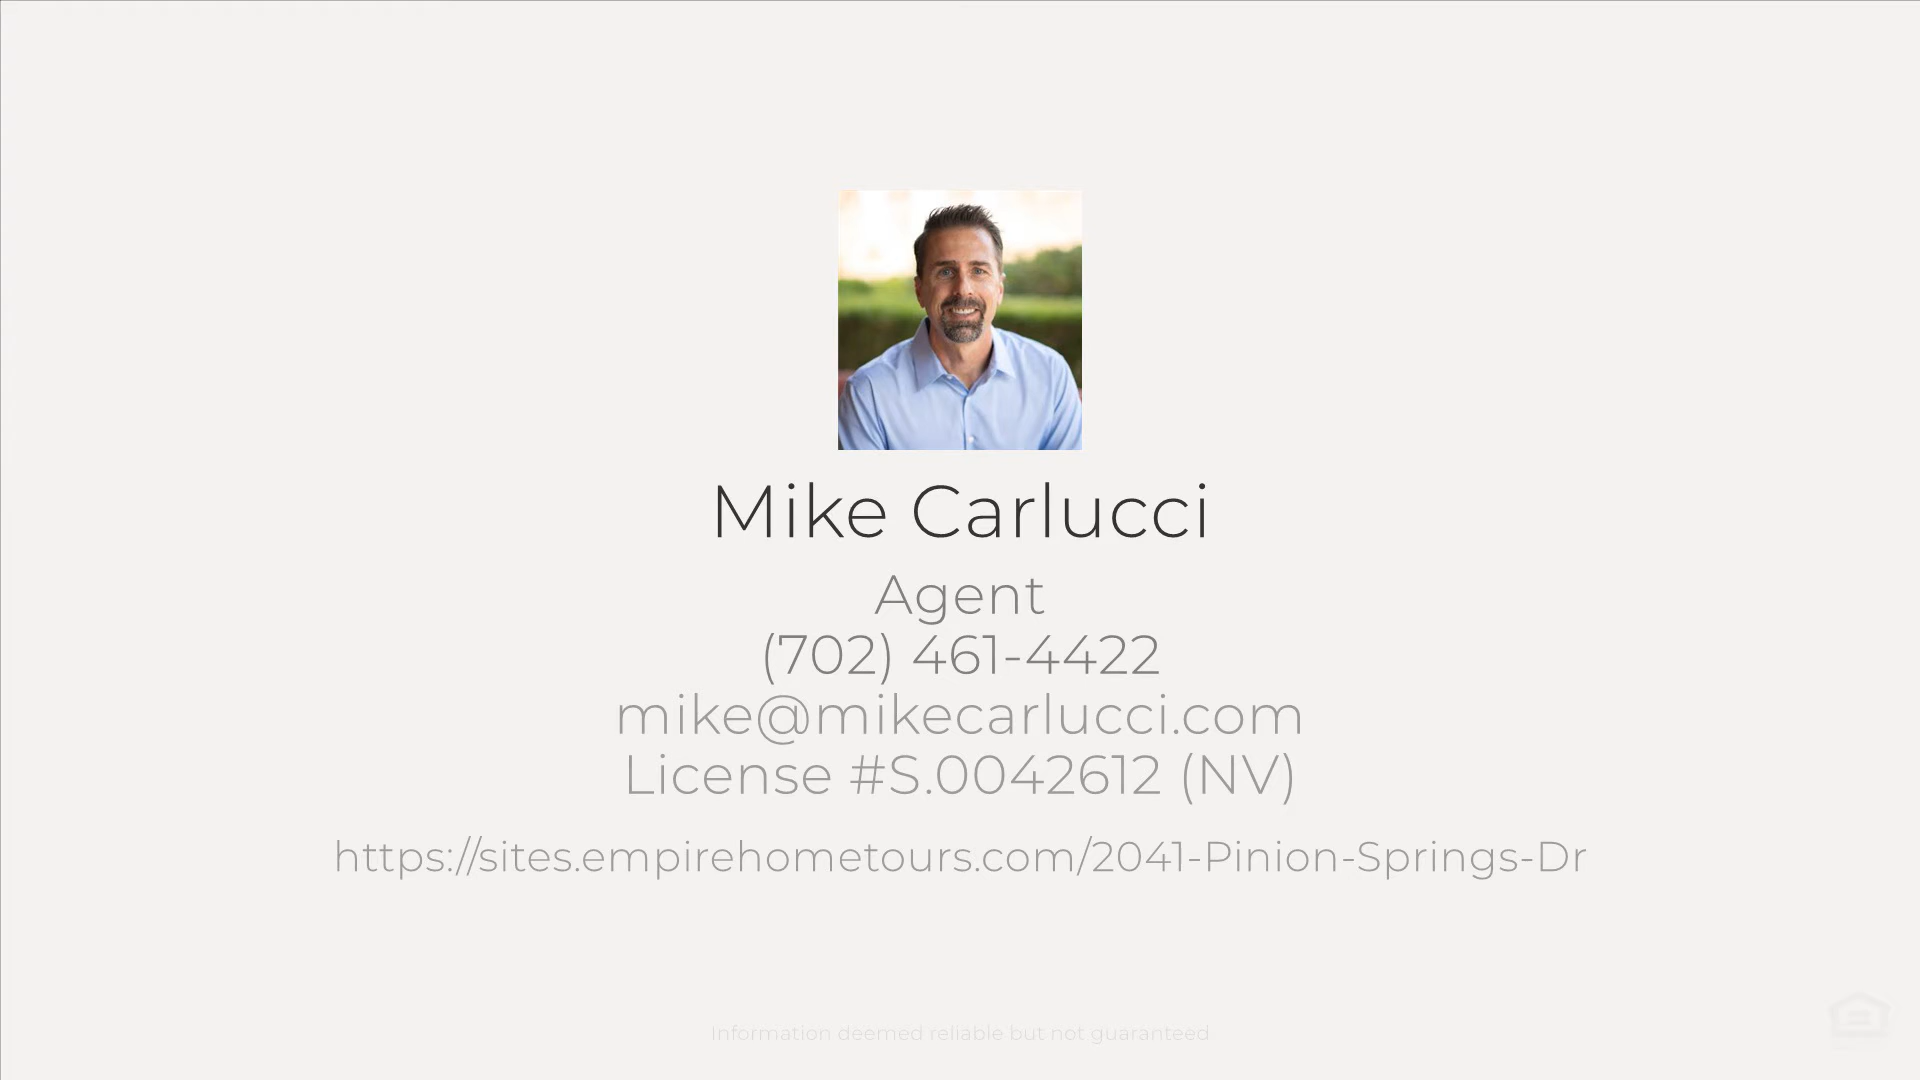 Mike Carlucci
Agent
(702) 461-4422
mike@mikecarlucci.com
License #S.0042612 (NV)
https://sites.empirehometours.com/2041-Pinion-Springs-Dr
Information deemed reliable but not guaranteed